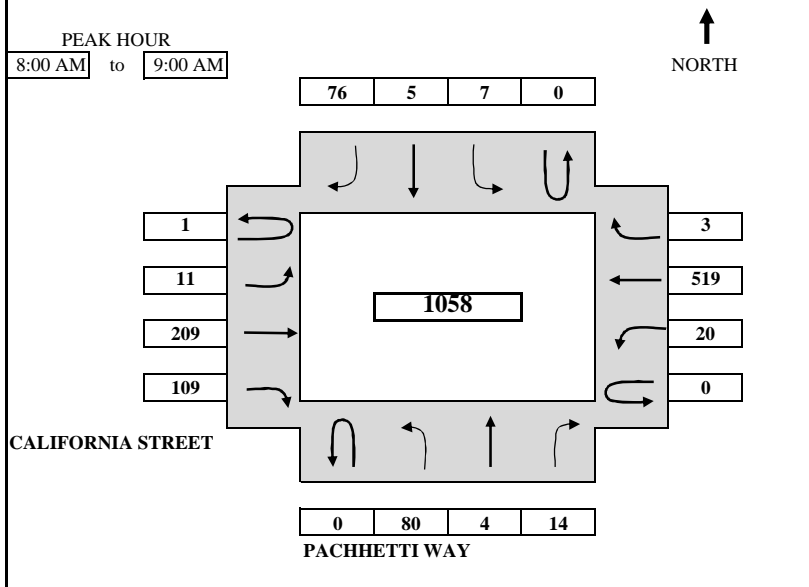 PEAK HOUR
8:00 AM to 9:00 AM
NORTH
76 5 7 0
1 3
11 519
1058
209 20
109 0
CALIFORNIA STREET
0 80 4 14
PACHHETTI WAY